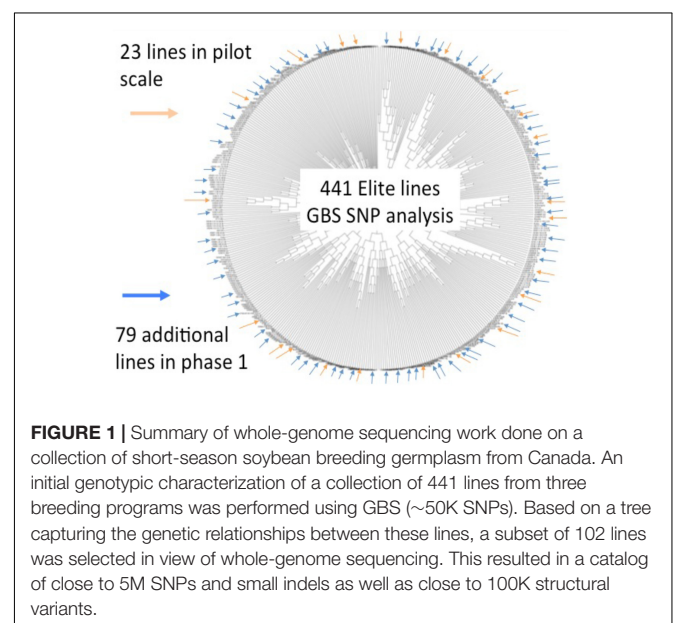 23 lines in pilot
scale
441 Elite lines
GBS SNP analysis
79 additional
lines in phase 1
FIGURE 1 | Summary of whole-genome sequencing work done on a
collection of short-season soybean breeding germplasm from Canada. An
initial genotypic characterization of a collection of 441 lines from three
breeding programs was performed using GBS (∼50K SNPs). Based on a tree
capturing the genetic relationships between these lines, a subset of 102 lines
was selected in view of whole-genome sequencing. This resulted in a catalog
of close to 5M SNPs and small indels as well as close to 100K structural
variants.